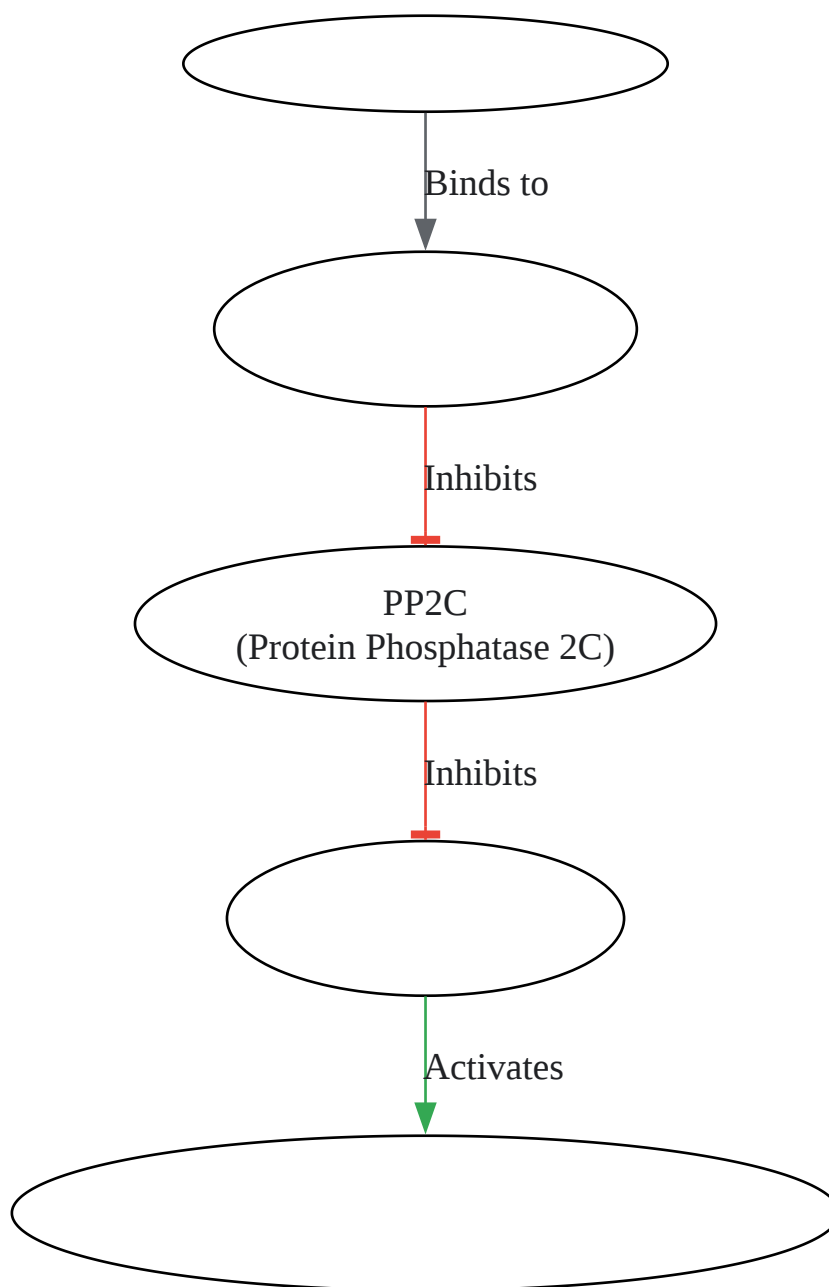 Binds to
Inhibits
PP2C
(Protein Phosphatase 2C)
Inhibits
Activates